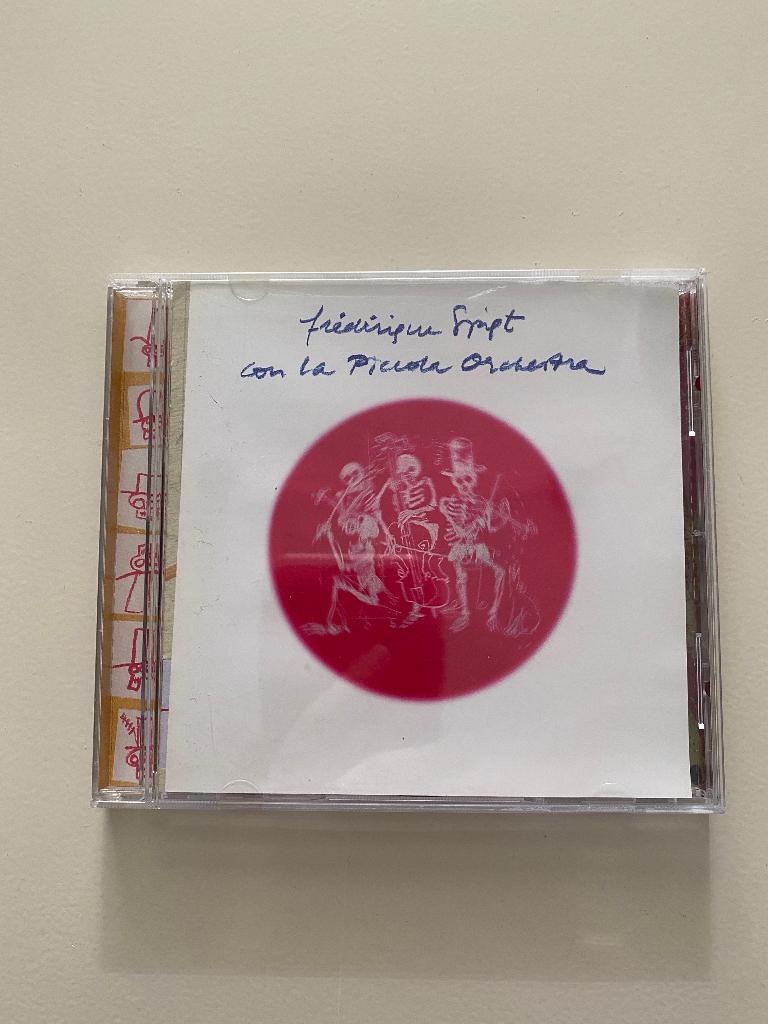 frédérique Spigt
con la Piccola Orchestra